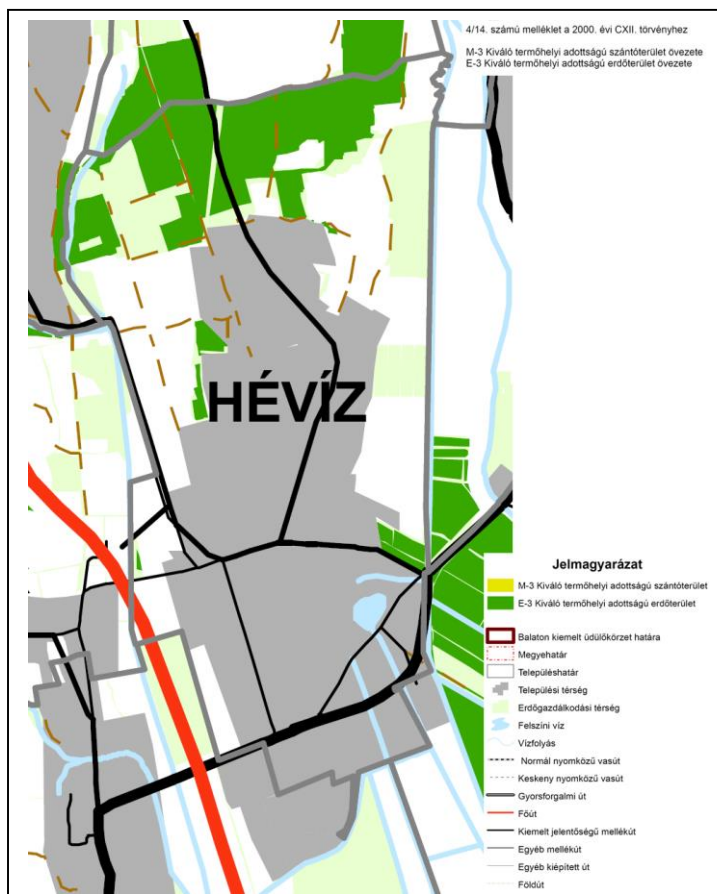 4/14. számú melléklet a 2000. évi CXII. törvényhez
M-3 Kiváló termőhelyi adottságú szántóterület övezete
E-3 Kiváló termőhelyi adottságú erdőterület övezete
HÉVÍZ
Jelmagyarázat
M-3 Kiváló termőhelyi adottságú szántóterület
E-3 Kiváló termőhelyi adottságú erdőterület
Balaton kiemelt üdülőkörzet határa
Megyehatár
Településhatár
Települési térség
Erdőgazdálkodási térség
Felszíni víz
Vízfolyás
Normál nyomközű vasút
Keskeny nyomközű vasút
Gyorsforgalmi út
Főút
Kiemelt jelentőségű mellékút
Egyéb mellékút
Egyéb kiépített út
Földút